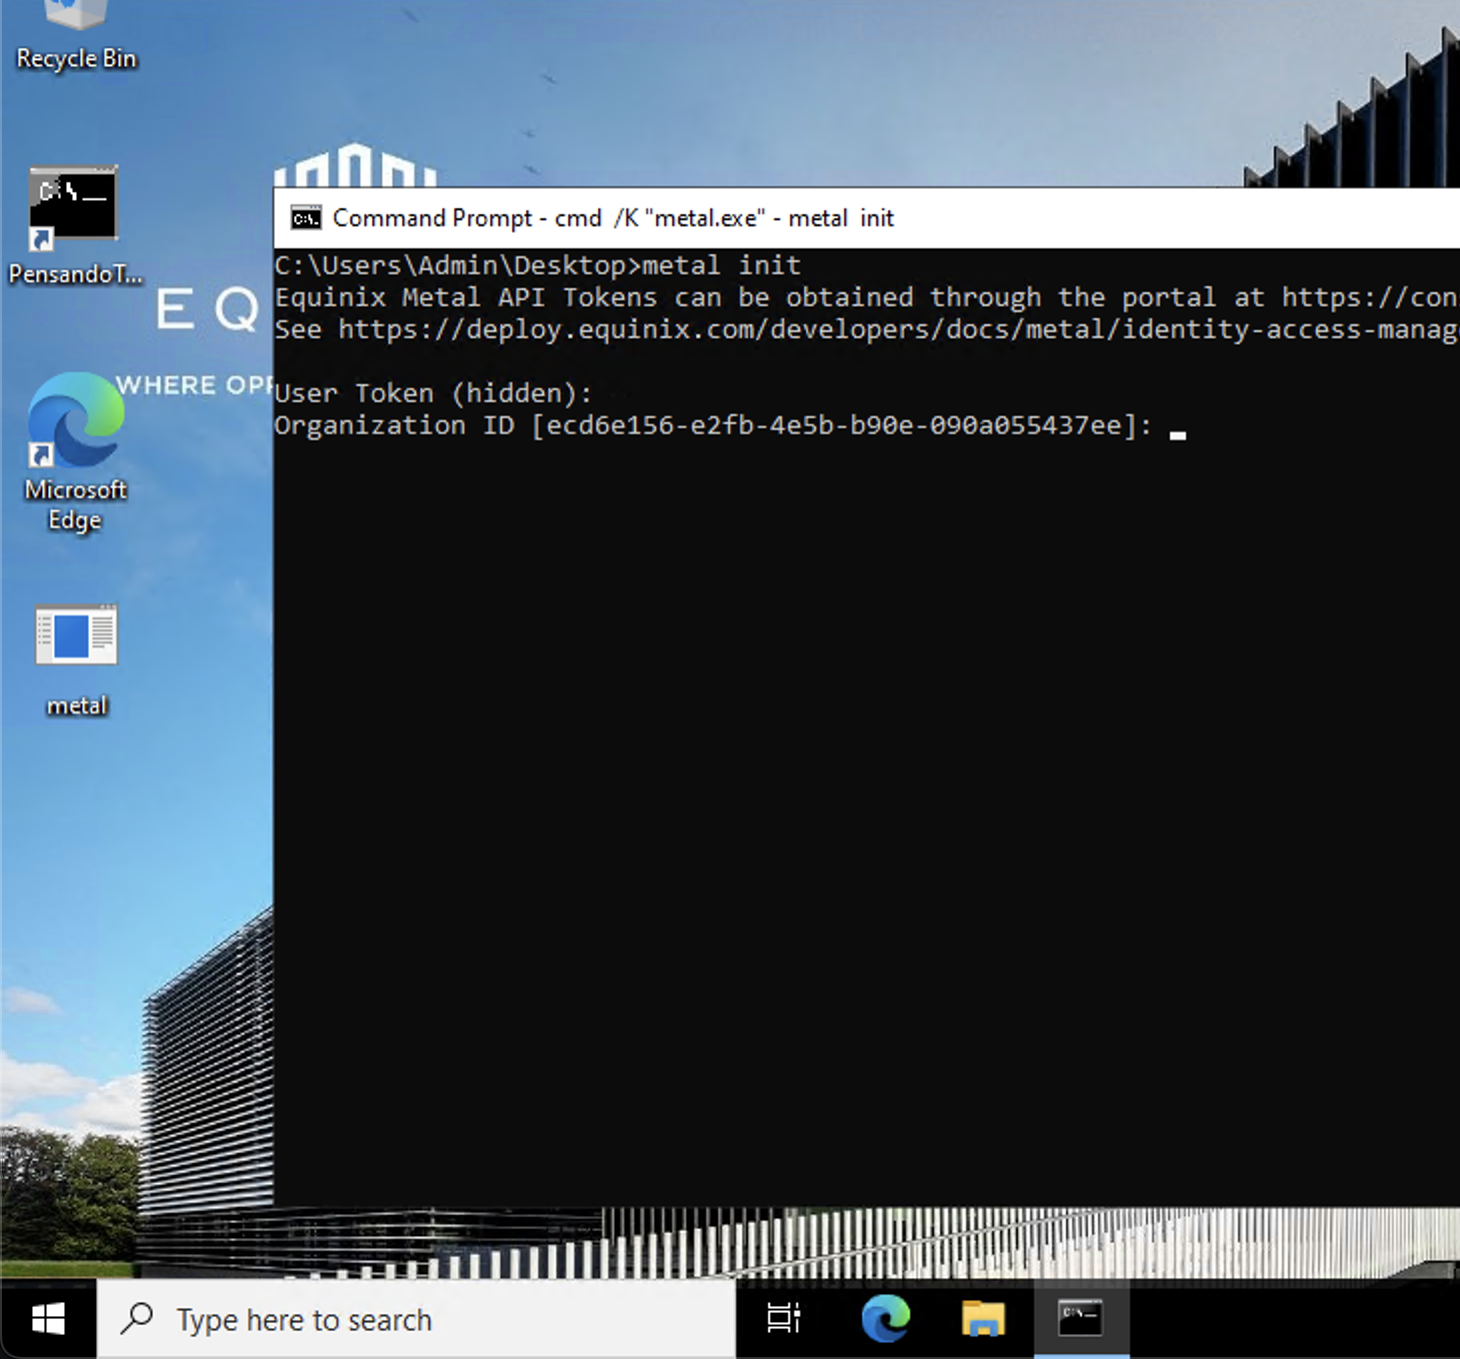 Recycle Bin
C:\
PensandoT...
EQ
WHERE OPP
Microsoft
Edge
metal
Command Prompt - cmd /K "metal.exe" - metal init
C:\Users\Admin\Desktop>metal init
Equinix Metal API Tokens can be obtained through the portal at https://con
See https://deploy.equinix.com/developers/docs/metal/identity-access-manag
User Token (hidden):
Organization ID [ecd6e156-e2fb-4e5b-b90e-090a055437ee]:
Type here to search